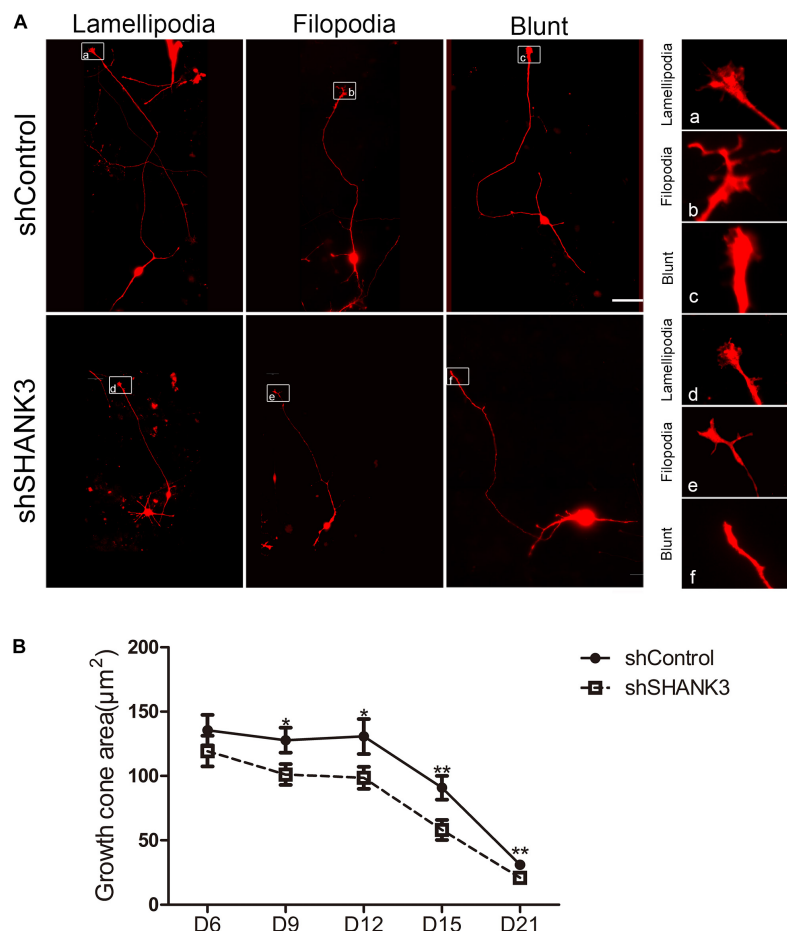 A
Lamellipodia
Filopodia
Blunt
shControl
a
b
c
shSHANK3
d
e
f
Lamellipodia
a
Filopodia
b
Blunt
c
Lamellipodia
d
Filopodia
e
Blunt
f
B
Growth cone area(μm²)
200
150
100
50
0
* * ** **
D6 D9 D12 D15 D21
shControl
shSHANK3